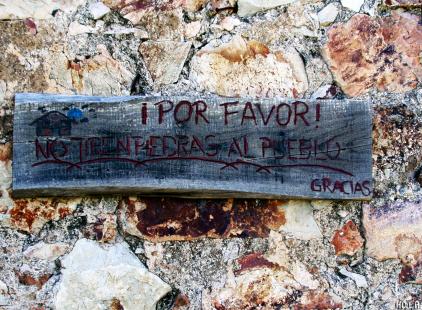 ¡POR FAVOR!
NO TIREN PIEDRAS AL PUEBLO
GRACIAS